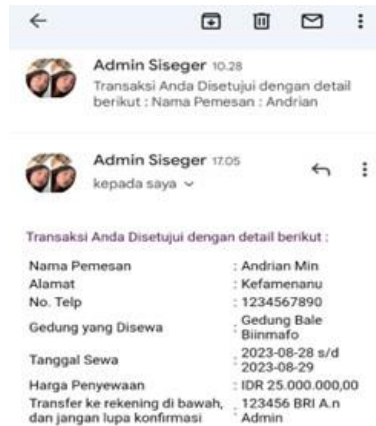 Admin Siseger 10.28
Transaksi Anda Disetujui dengan detail
berikut : Nama Pemesan : Andrian
Admin Siseger 17.05
kepada saya
Transaksi Anda Disetujui dengan detail berikut :
Nama Pemesan : Andrian Min
Alamat : Kefamenanu
No. Telp : 1234567890
Gedung yang Disewa : Gedung Bale
Biinmafo
Tanggal Sewa : 2023-08-28 s/d
2023-08-29
Harga Penyewaan : IDR 25.000.000,00
Transfer ke rekening di bawah, : 123456 BRI A.n
dan jangan lupa konfirmasi Admin